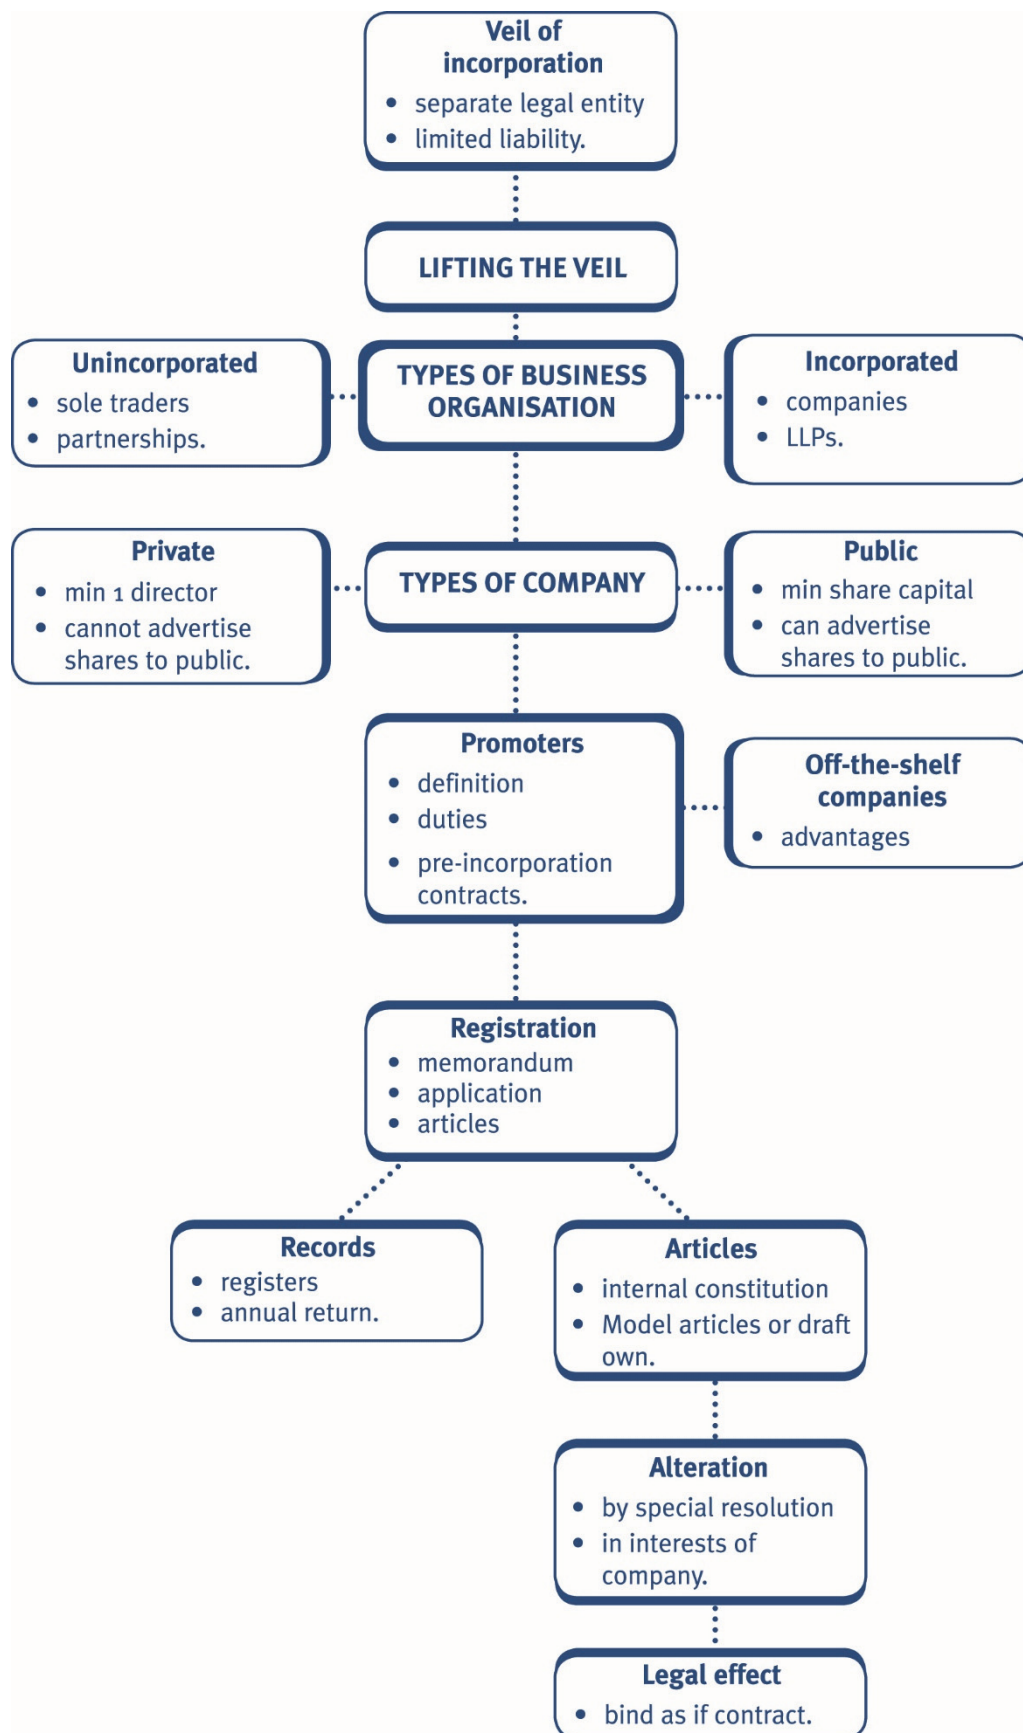 Veil of
incorporation
• separate legal entity
• limited liability.
LIFTING THE VEIL
Unincorporated
• sole traders
• partnerships.
TYPES OF BUSINESS
ORGANISATION
Incorporated
• companies
• LLPs.
Private
• min 1 director
• cannot advertise
shares to public.
TYPES OF COMPANY
Public
• min share capital
• can advertise
shares to public.
Promoters
• definition
• duties
• pre-incorporation
contracts.
Off-the-shelf
companies
• advantages
Registration
• memorandum
• application
• articles
Records
• registers
• annual return.
Articles
• internal constitution
• Model articles or draft
own.
Alteration
• by special resolution
• in interests of
company.
Legal effect
• bind as if contract.